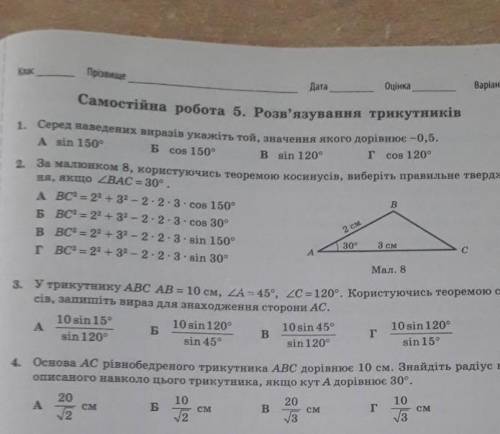 Клас Прізвище
Дата Оцінка Варіан
Самостійна робота 5. Розв'язування трикутників
1. Серед наведених виразів укажіть той, значення якого дорівнює –0,5.
А sin 150° Б cos 150° В sin 120° Г cos 120°
2. За малюнком 8, користуючись теоремою косинусів, виберіть правильне твердж
ня, якщо ∠BAC = 30°.
А BC² = 2² + 3² – 2 · 2 · 3 · cos 150°
Б BC² = 2² + 3² – 2 · 2 · 3 · cos 30°
В BC² = 2² + 3² – 2 · 2 · 3 · sin 150°
Г BC² = 2² + 3² – 2 · 2 · 3 · sin 30°
B
2 см
A 30° 3 см C
Мал. 8
3. У трикутнику ABC AB = 10 см, ∠A = 45°, ∠C = 120°. Користуючись теоремою с
сів, запишіть вираз для знаходження сторони AC.
А 10 sin 15° / sin 120° Б 10 sin 120° / sin 45° В 10 sin 45° / sin 120° Г 10 sin 120° / sin 15°
4. Основа AC рівнобедреного трикутника ABC дорівнює 10 см. Знайдіть радіус к
описаного навколо цього трикутника, якщо кут A дорівнює 30°.
А 20/√2 см Б 10/√2 см В 20/√3 см Г 10/√3 см